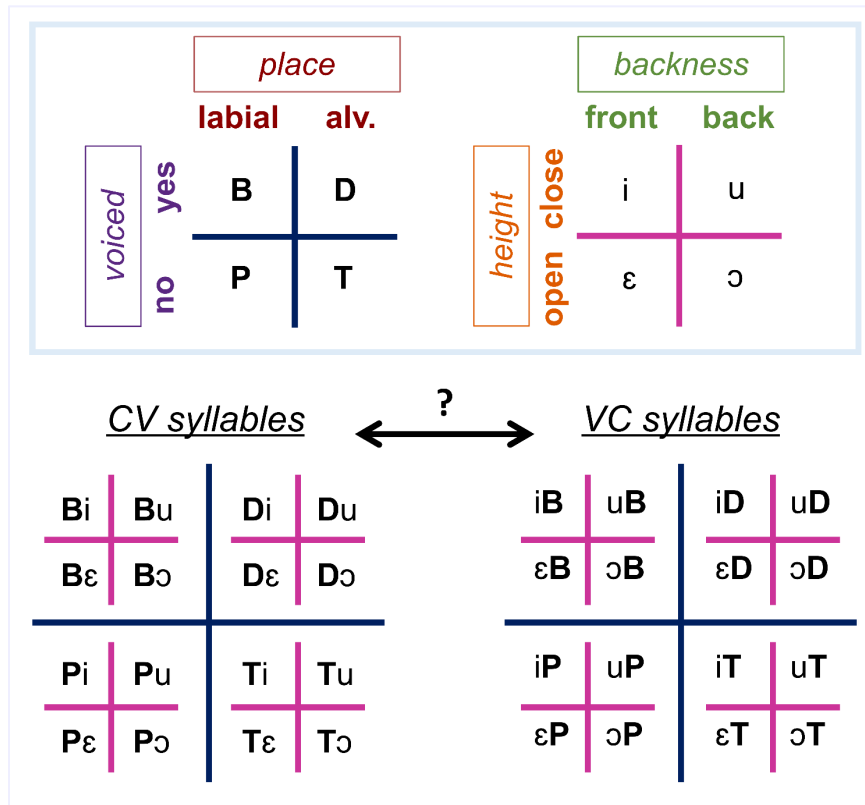 place backness
labial alv. front back
voiced yes B D height close i u
no P T open ɛ ɔ
?
CV syllables VC syllables
Bi Bu Di Du iB uB iD uD
Bɛ Bɔ Dɛ Dɔ ɛB ɔB ɛD ɔD
Pi Pu Ti Tu iP uP iT uT
Pɛ Pɔ Tɛ Tɔ ɛP ɔP ɛT ɔT